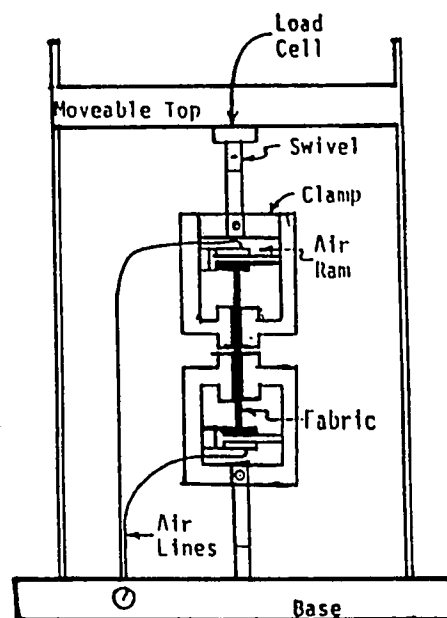 Load
Cell
Moveable Top
Swivel
Clamp
Air
Ram
Fabric
Air
Lines
Base